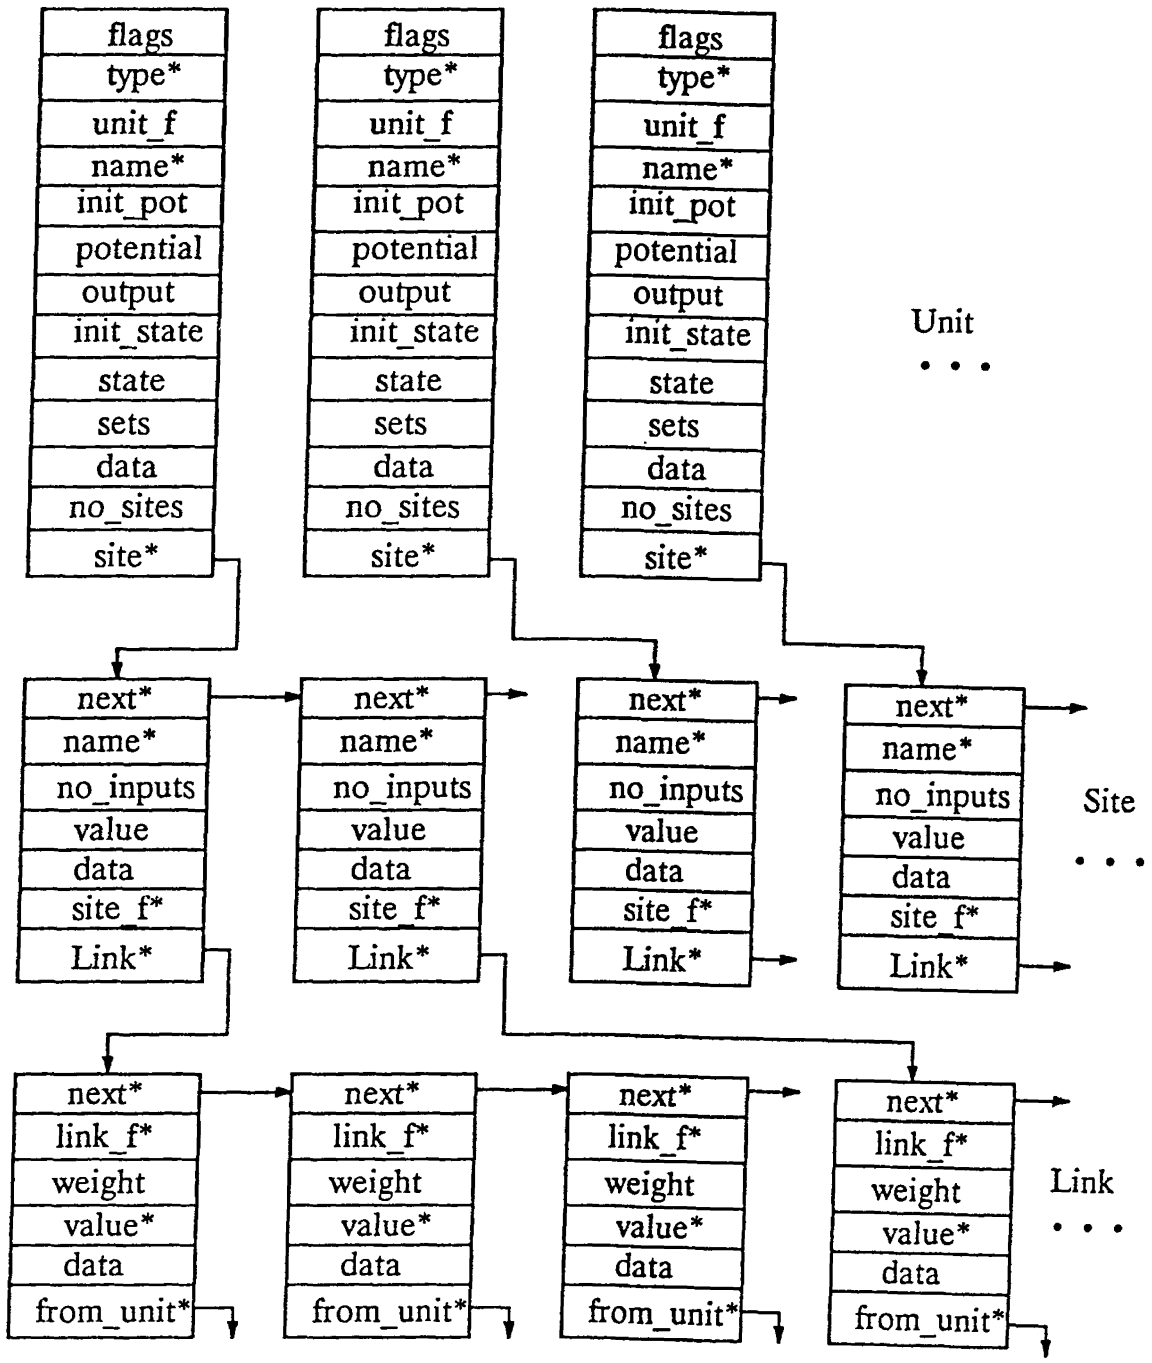 flags
type*
unit_f
name*
init_pot
potential
output
init_state
state
sets
data
no_sites
site*
flags
type*
unit_f
name*
init_pot
potential
output
init_state
state
sets
data
no_sites
site*
flags
type*
unit_f
name*
init_pot
potential
output
init_state
state
sets
data
no_sites
site*
Unit
• • •
next*
name*
no_inputs
value
data
site_f*
Link*
next*
name*
no_inputs
value
data
site_f*
Link*
next*
name*
no_inputs
value
data
site_f*
Link*
next*
name*
no_inputs
value
data
site_f*
Link*
Site
• • •
next*
link_f*
weight
value*
data
from_unit*
next*
link_f*
weight
value*
data
from_unit*
next*
link_f*
weight
value*
data
from_unit*
next*
link_f*
weight
value*
data
from_unit*
Link
• • •